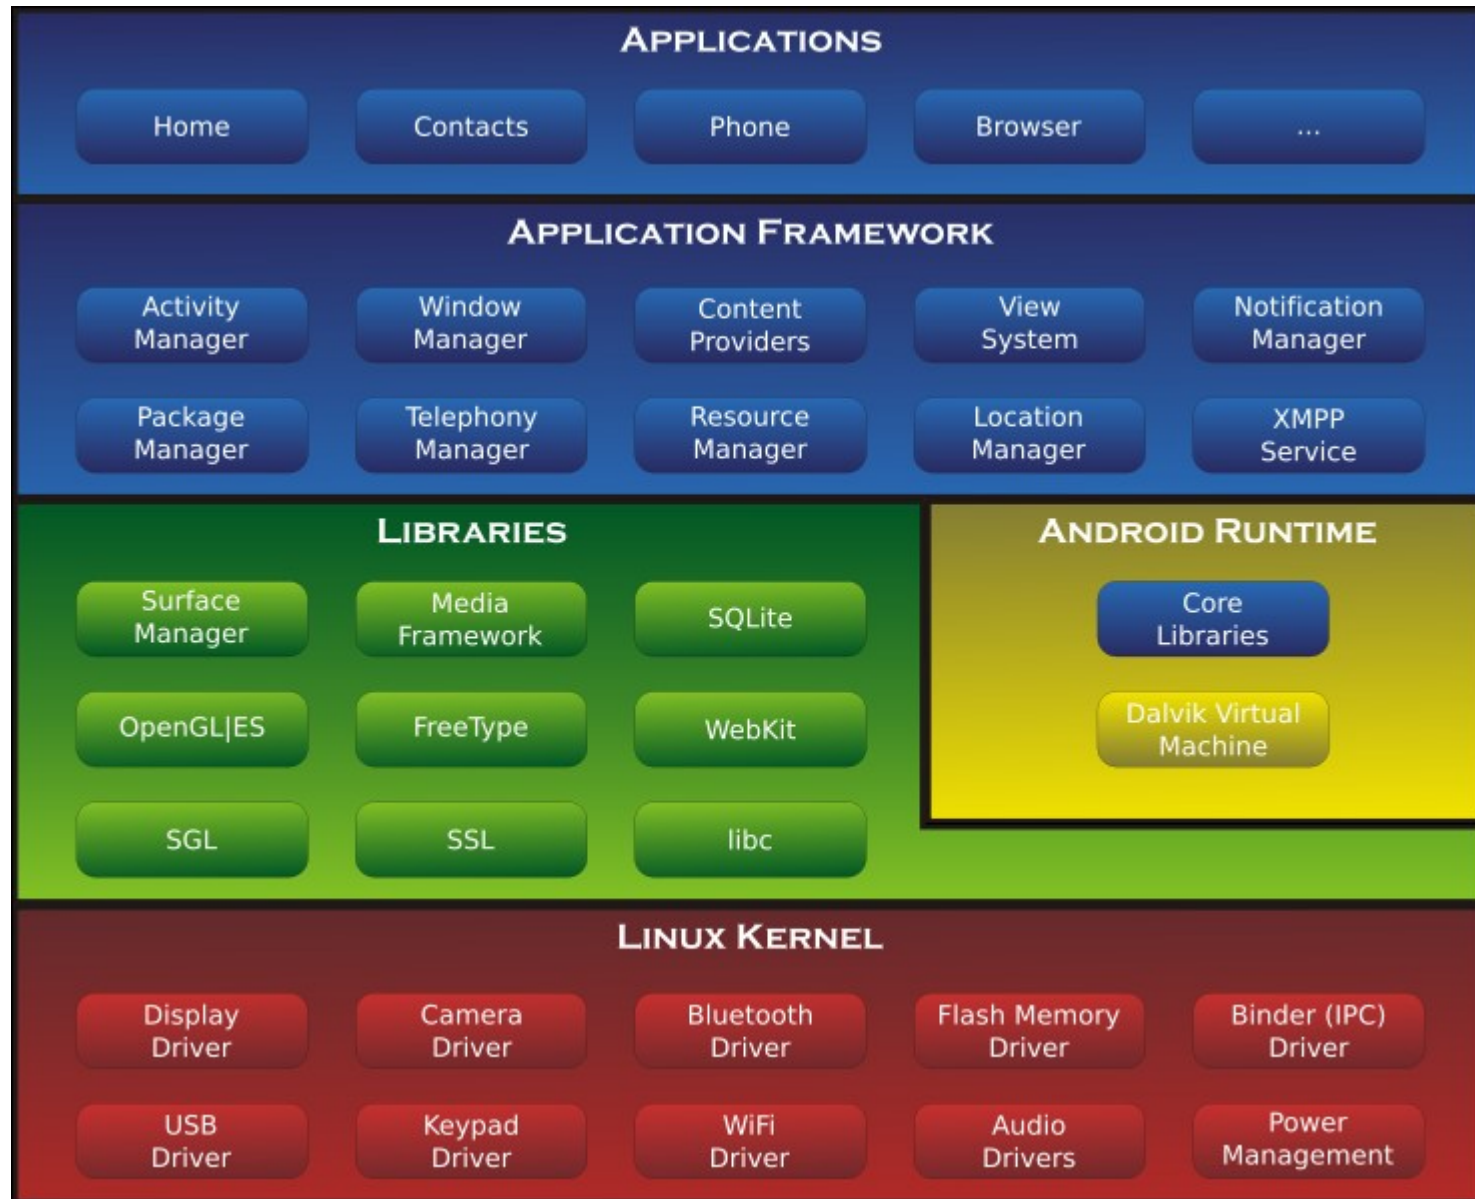 APPLICATIONS
Home
Contacts
Phone
Browser
...
APPLICATION FRAMEWORK
Activity
Manager
Window
Manager
Content
Providers
View
System
Notification
Manager
Package
Manager
Telephony
Manager
Resource
Manager
Location
Manager
XMPP
Service
LIBRARIES
Surface
Manager
Media
Framework
SQLite
OpenGL|ES
FreeType
WebKit
SGL
SSL
libc
ANDROID RUNTIME
Core
Libraries
Dalvik Virtual
Machine
LINUX KERNEL
Display
Driver
Camera
Driver
Bluetooth
Driver
Flash Memory
Driver
Binder (IPC)
Driver
USB
Driver
Keypad
Driver
WiFi
Driver
Audio
Drivers
Power
Management